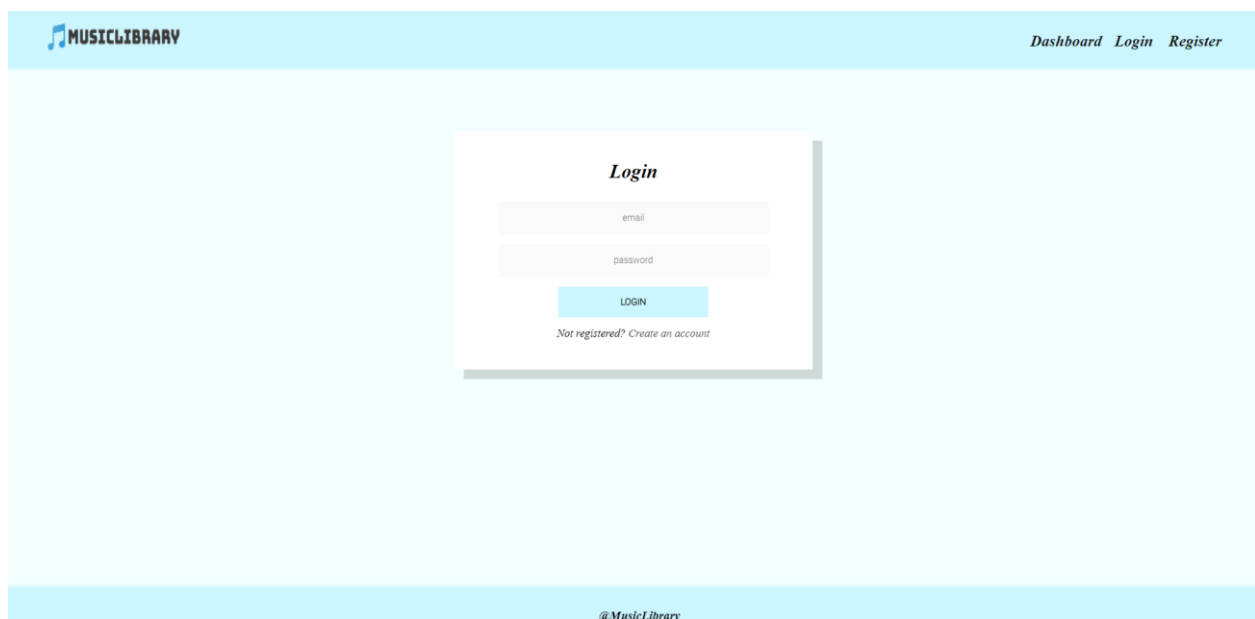 MUSICLIBRARY
Dashboard Login Register
Login
email
password
LOGIN
Not registered? Create an account
@MusicLibrary